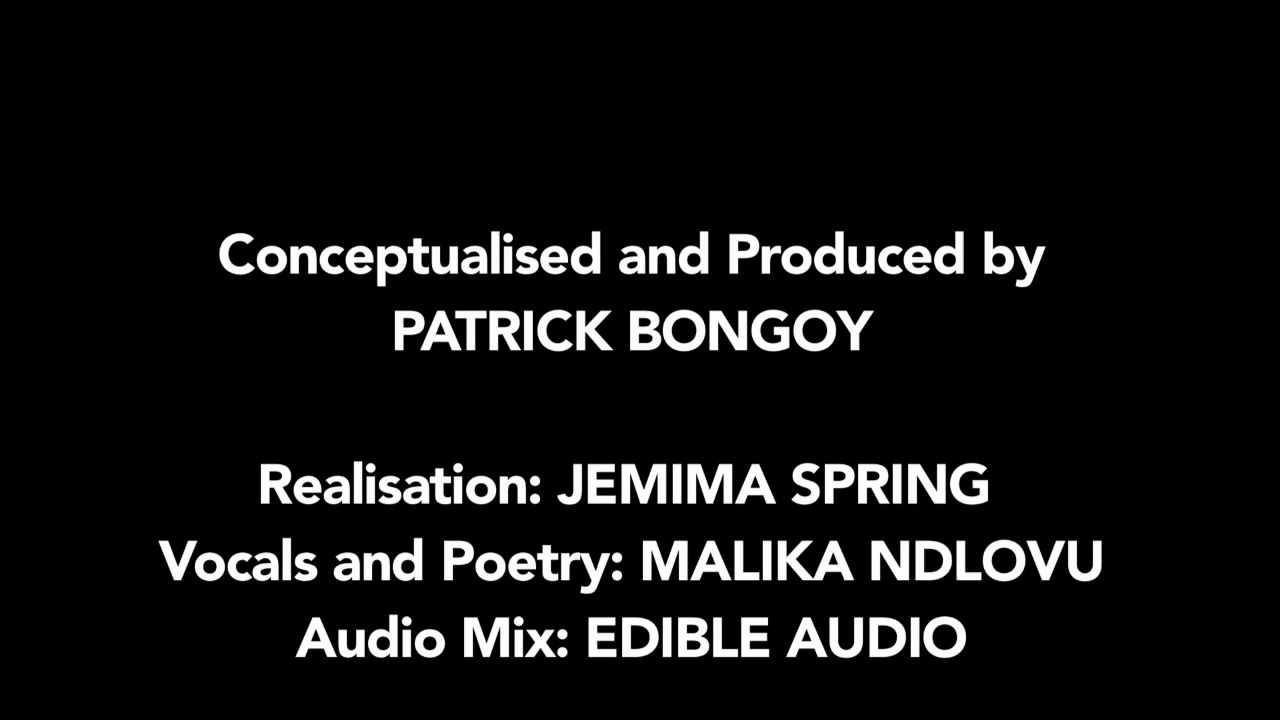 Conceptualised and Produced by
PATRICK BONGOY
Realisation: JEMIMA SPRING
Vocals and Poetry: MALIKA NDLOVU
Audio Mix: EDIBLE AUDIO